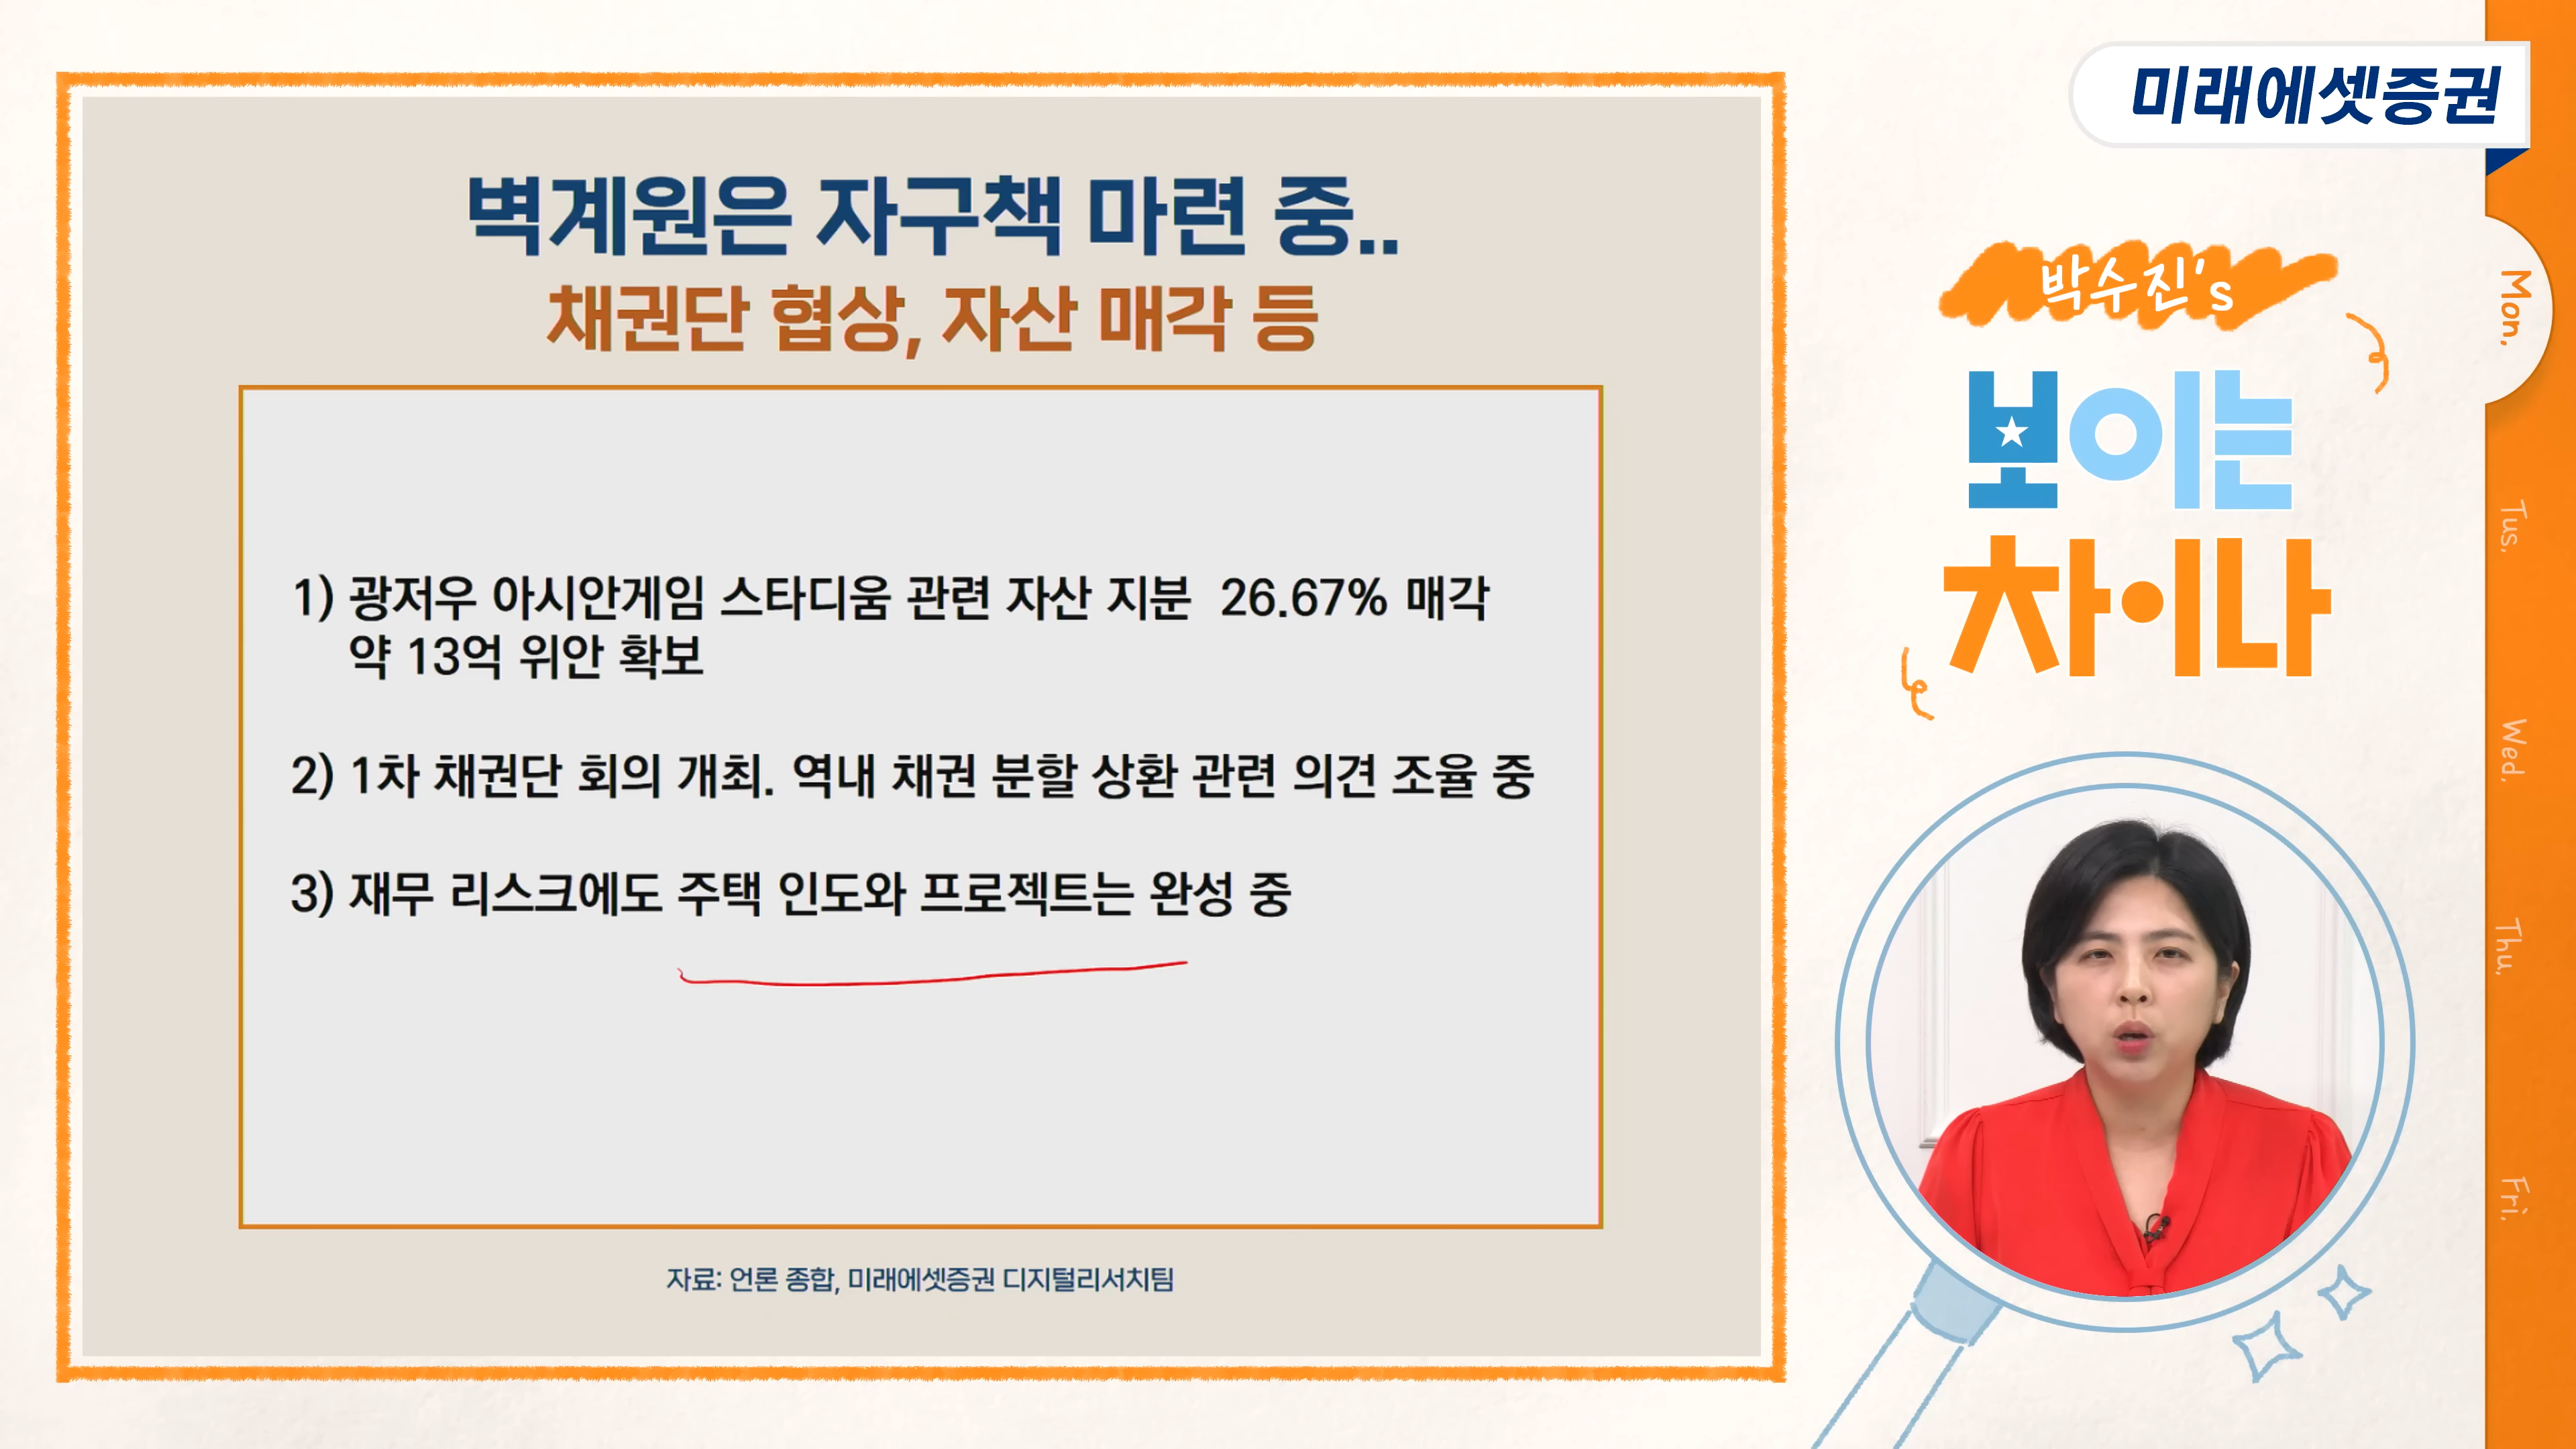 미래에셋증권
벽계원은 자구책 마련 중..
채권단 협상, 자산 매각 등
1) 광저우 아시안게임 스타디움 관련 자산 지분 26.67% 매각
약 13억 위안 확보
2) 1차 채권단 회의 개최. 역내 채권 분할 상환 관련 의견 조율 중
3) 재무 리스크에도 주택 인도와 프로젝트는 완성 중
자료: 언론 종합, 미래에셋증권 디지털리서치팀
박수진's
보이는
차이나
Mon.
Tus.
Wed.
Thu.
Fri.